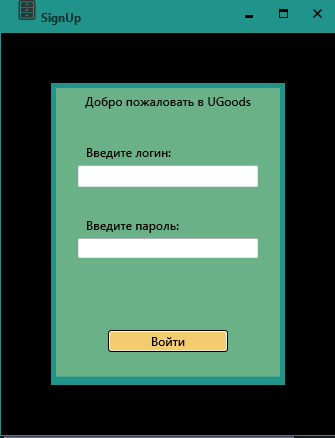 SignUp
Добро пожаловать в UGoods
Введите логин:
Введите пароль:
Войти